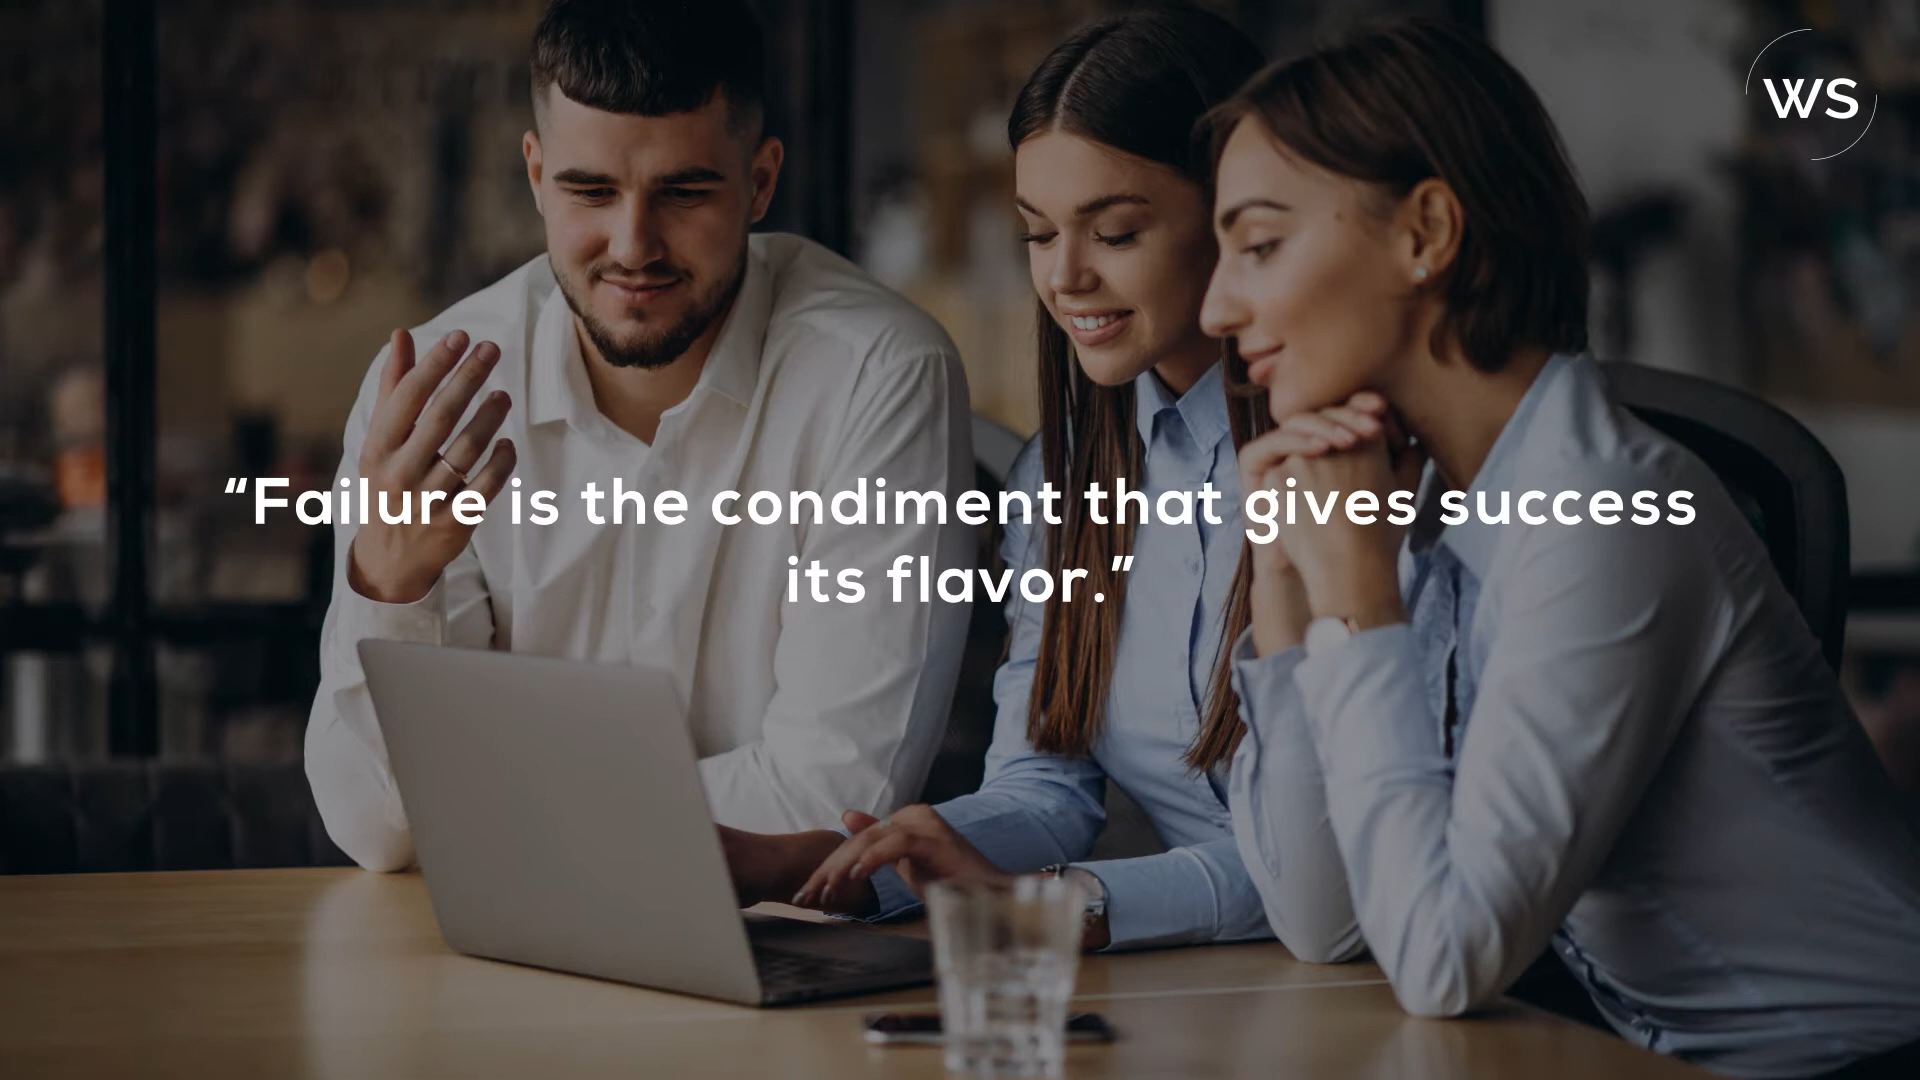 WS
“Failure is the condiment that gives success
its flavor.”